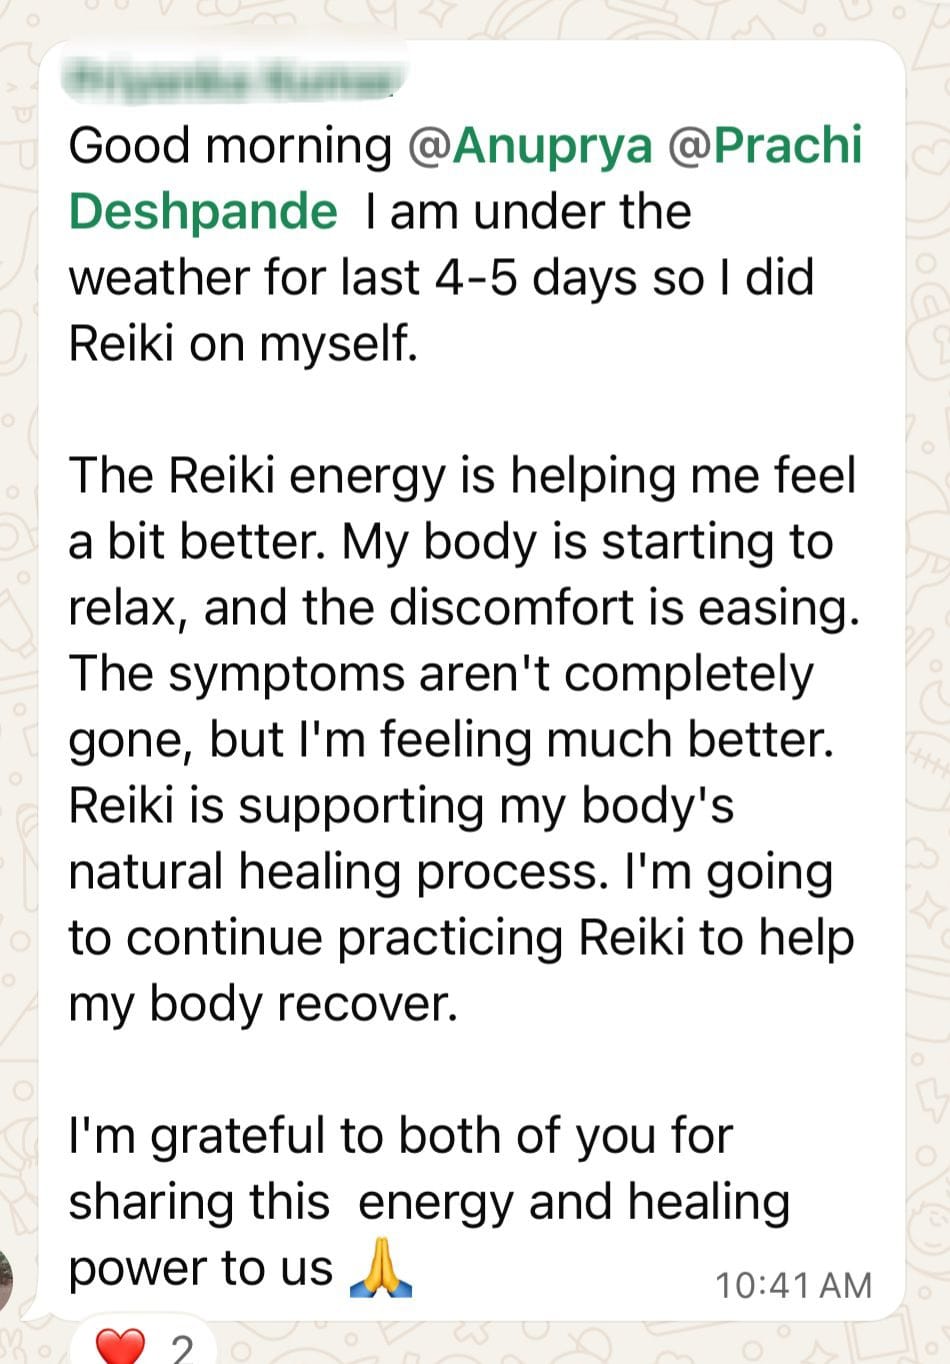 Good morning @Anuprya @Prachi
Deshpande I am under the
weather for last 4-5 days so I did
Reiki on myself.
The Reiki energy is helping me feel
a bit better. My body is starting to
relax, and the discomfort is easing.
The symptoms aren't completely
gone, but I'm feeling much better.
Reiki is supporting my body's
natural healing process. I'm going
to continue practicing Reiki to help
my body recover.
I'm grateful to both of you for
sharing this  energy and healing
power to us 🙏
10:41 AM
❤️ 2